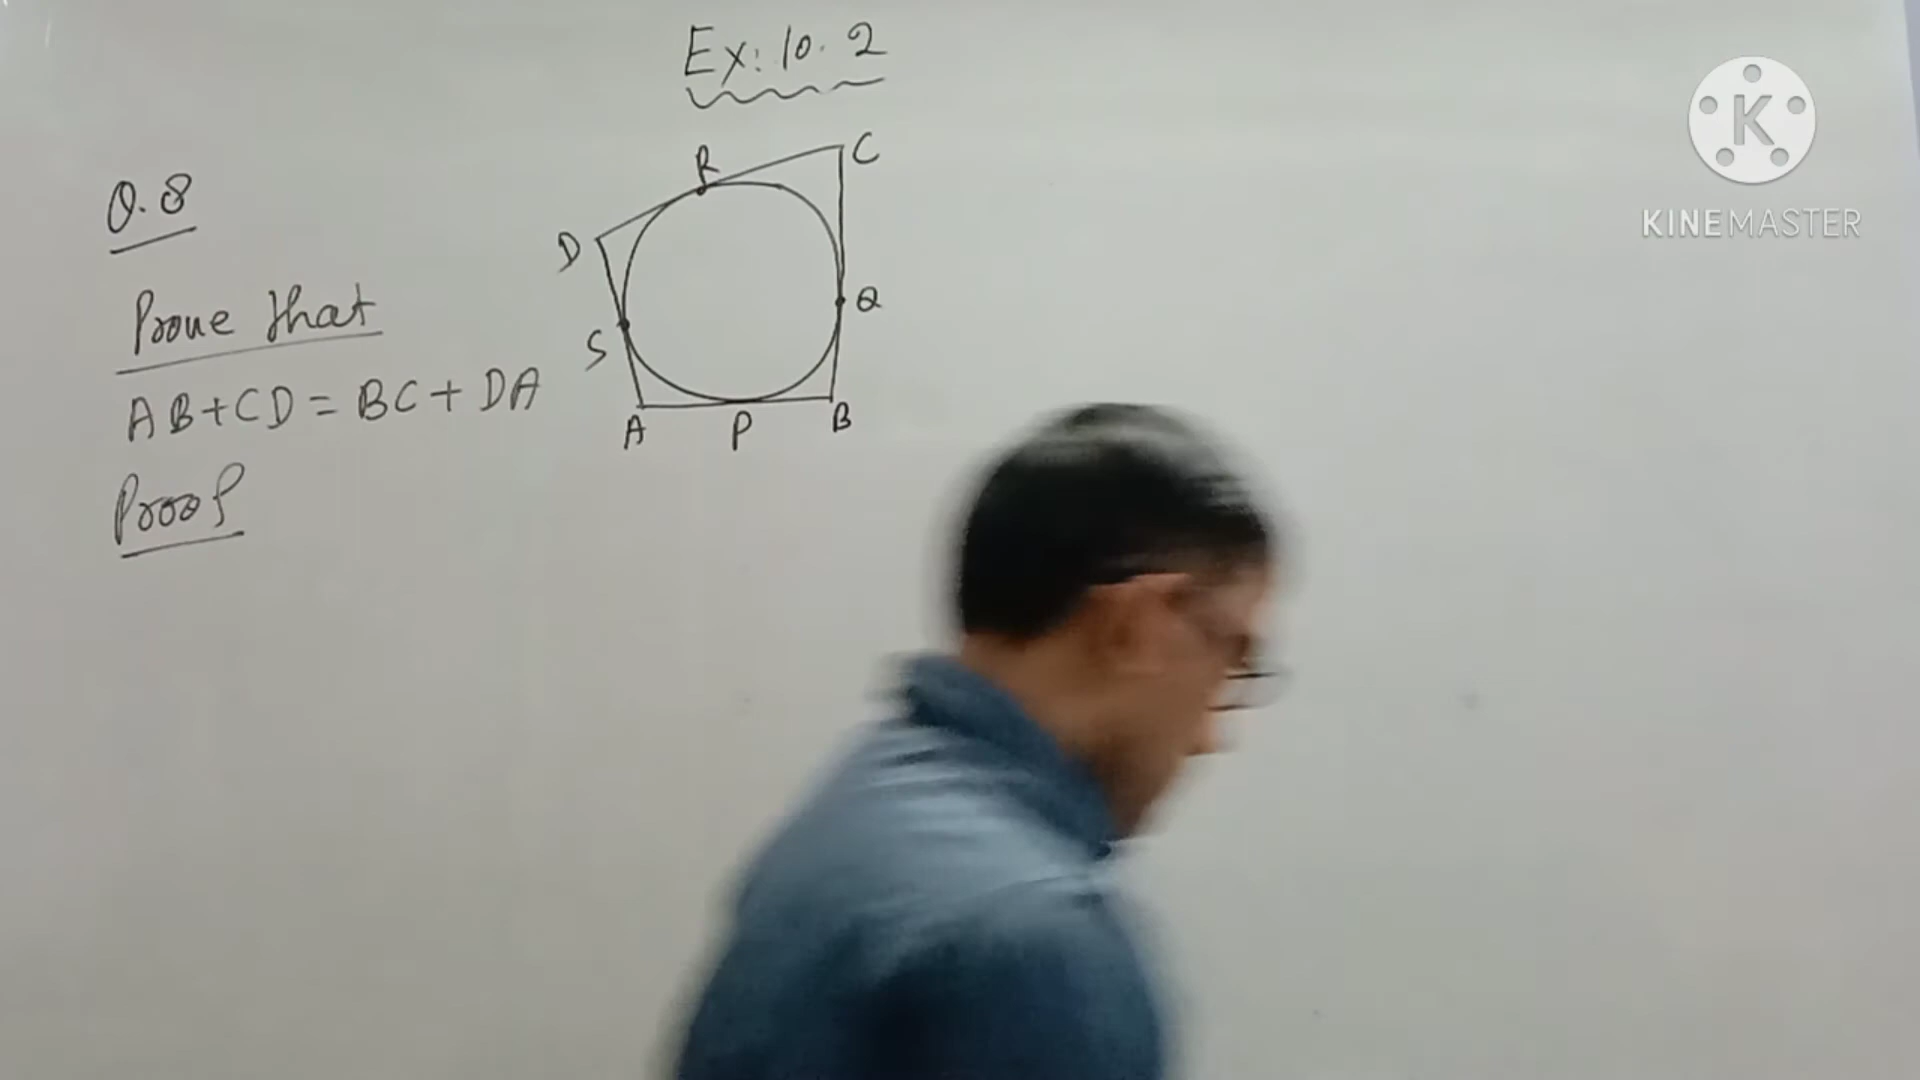 Ex: 10.2
Q.8
Prove that
AB+CD = BC+DA
Proof
R
C
D
Q
S
A
P
B
K
KINEMASTER